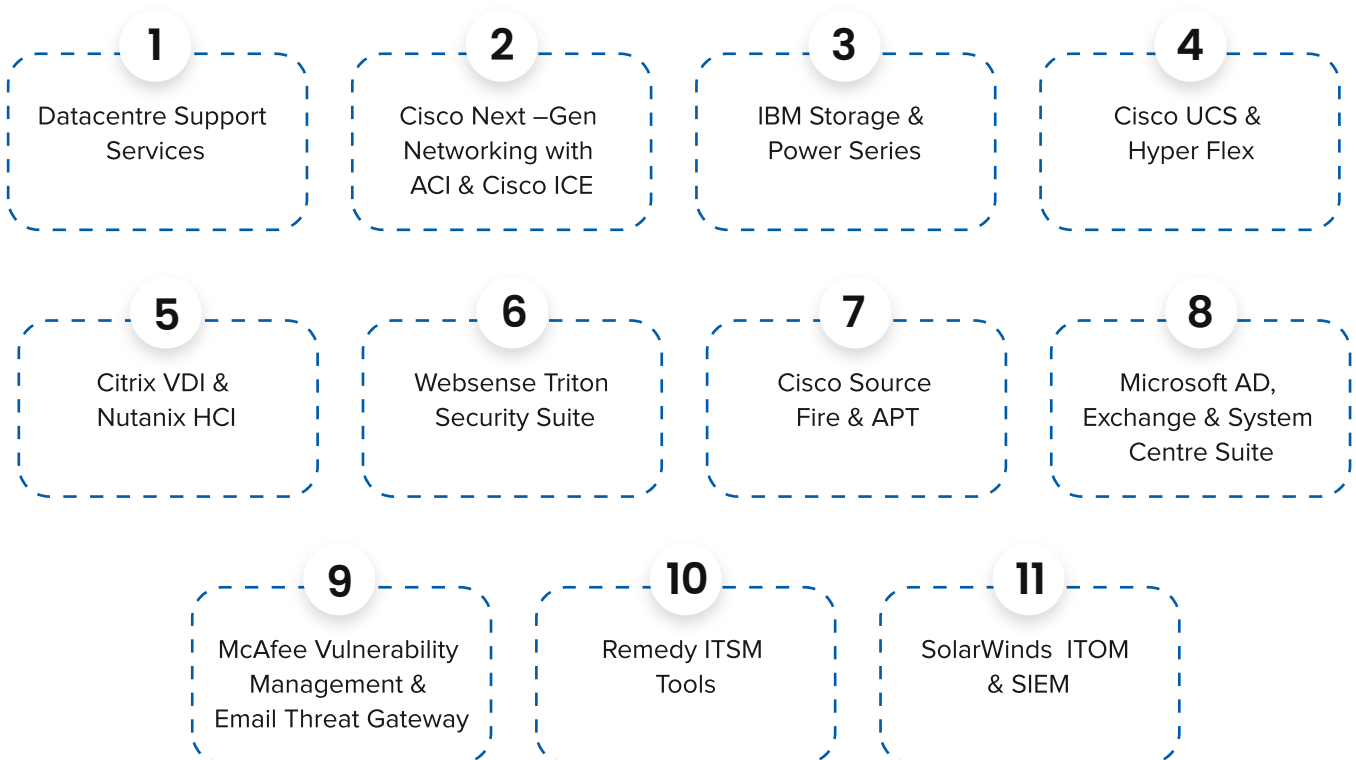 1
Datacentre Support
Services
2
Cisco Next –Gen
Networking with
ACI & Cisco ICE
3
IBM Storage &
Power Series
4
Cisco UCS &
Hyper Flex
5
Citrix VDI &
Nutanix HCI
6
Websense Triton
Security Suite
7
Cisco Source
Fire & APT
8
Microsoft AD,
Exchange & System
Centre Suite
9
McAfee Vulnerability
Management &
Email Threat Gateway
10
Remedy ITSM
Tools
11
SolarWinds  ITOM
& SIEM